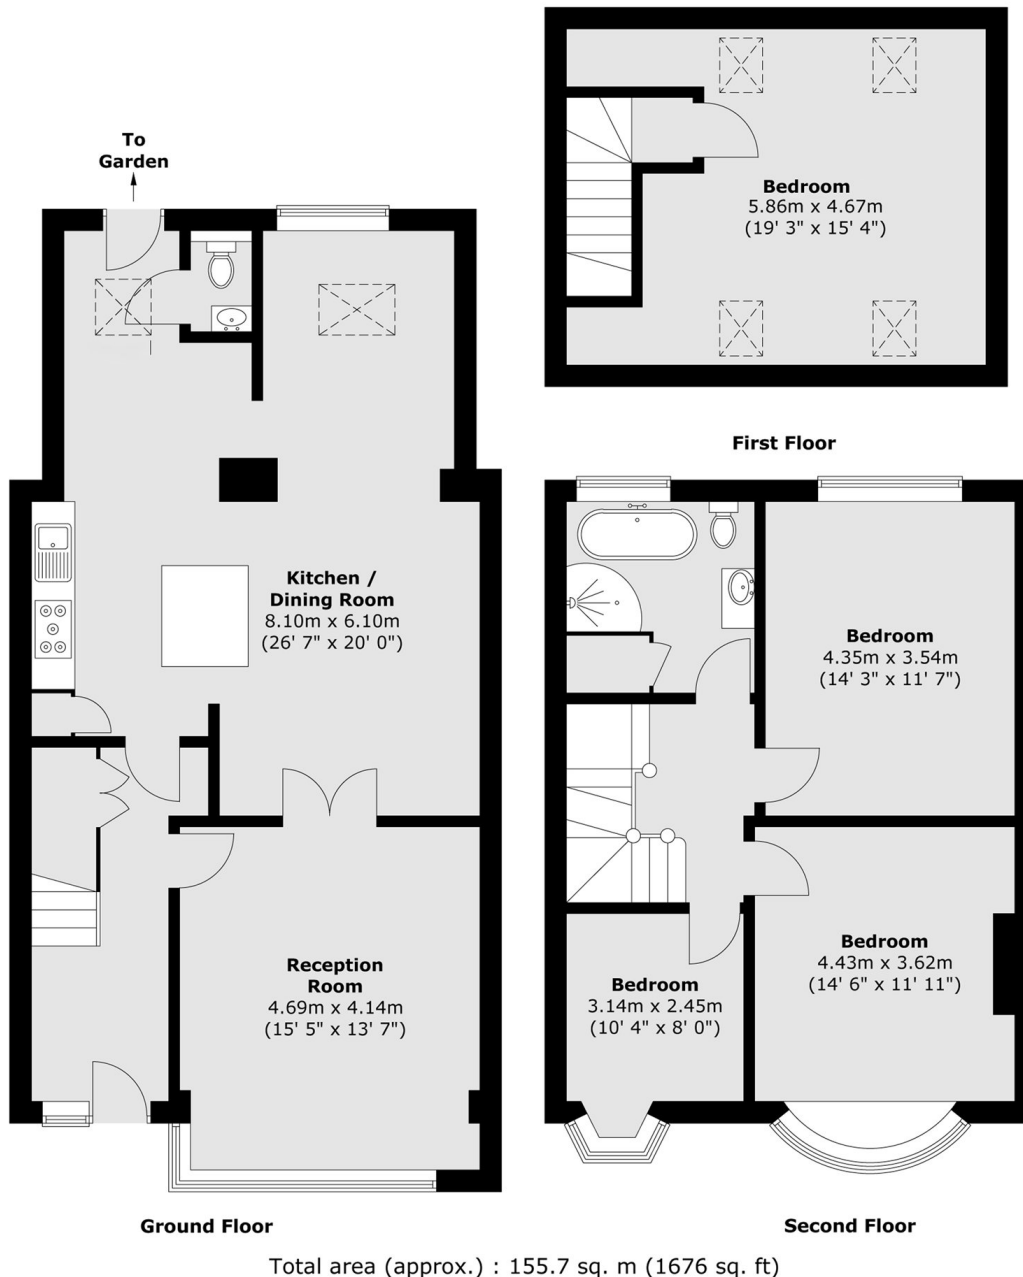 To
Garden
Bedroom
5.86m x 4.67m
(19' 3" x 15' 4")
First Floor
Kitchen /
Dining Room
8.10m x 6.10m
(26' 7" x 20' 0")
Bedroom
4.35m x 3.54m
(14' 3" x 11' 7")
Reception
Room
4.69m x 4.14m
(15' 5" x 13' 7")
Bedroom
3.14m x 2.45m
(10' 4" x 8' 0")
Bedroom
4.43m x 3.62m
(14' 6" x 11' 11")
Ground Floor
Second Floor
Total area (approx.) : 155.7 sq. m (1676 sq. ft)